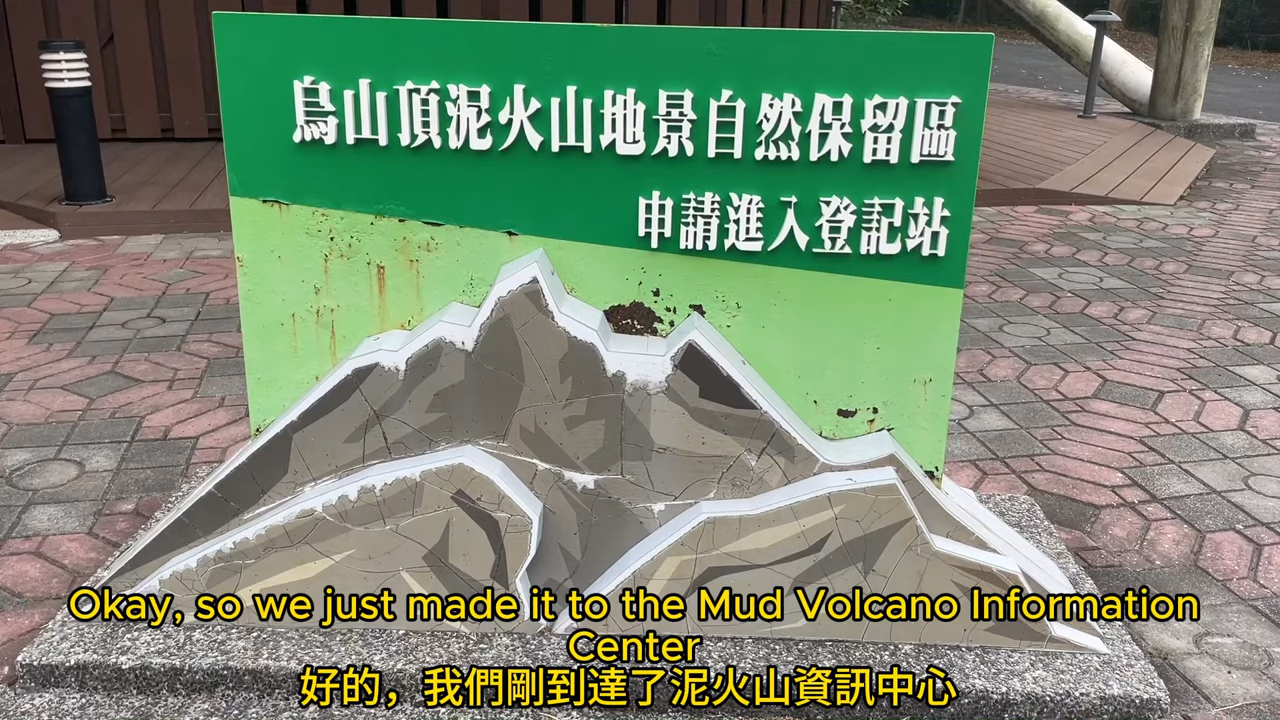 烏山頂泥火山地景自然保留區
申請進入登記站
Okay, so we just made it to the Mud Volcano Information
Center
好的，我們剛到達了泥火山資訊中心